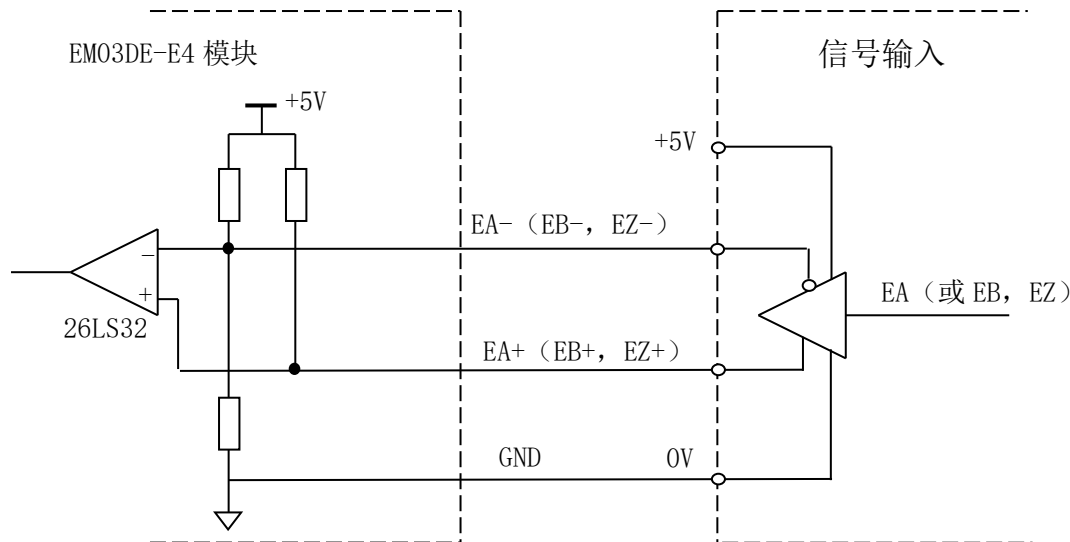 EM03DE-E4 模块
信号输入
+5V
+5V
EA-（EB-，EZ-）
−
+
26LS32
EA（或 EB，EZ）
EA+（EB+，EZ+）
GND
0V